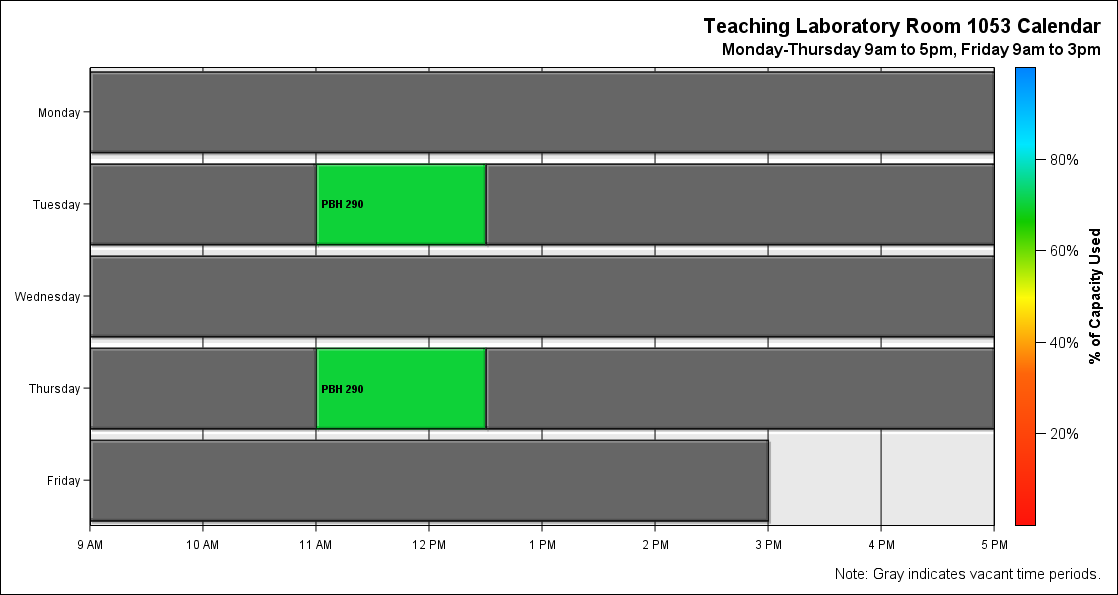 Teaching Laboratory Room 1053 Calendar
Monday-Thursday 9am to 5pm, Friday 9am to 3pm
Monday
Tuesday
PBH 290
Wednesday
Thursday
PBH 290
Friday
9 AM 10 AM 11 AM 12 PM 1 PM 2 PM 3 PM 4 PM 5 PM
80%
60%
40%
20%
% of Capacity Used
Note: Gray indicates vacant time periods.